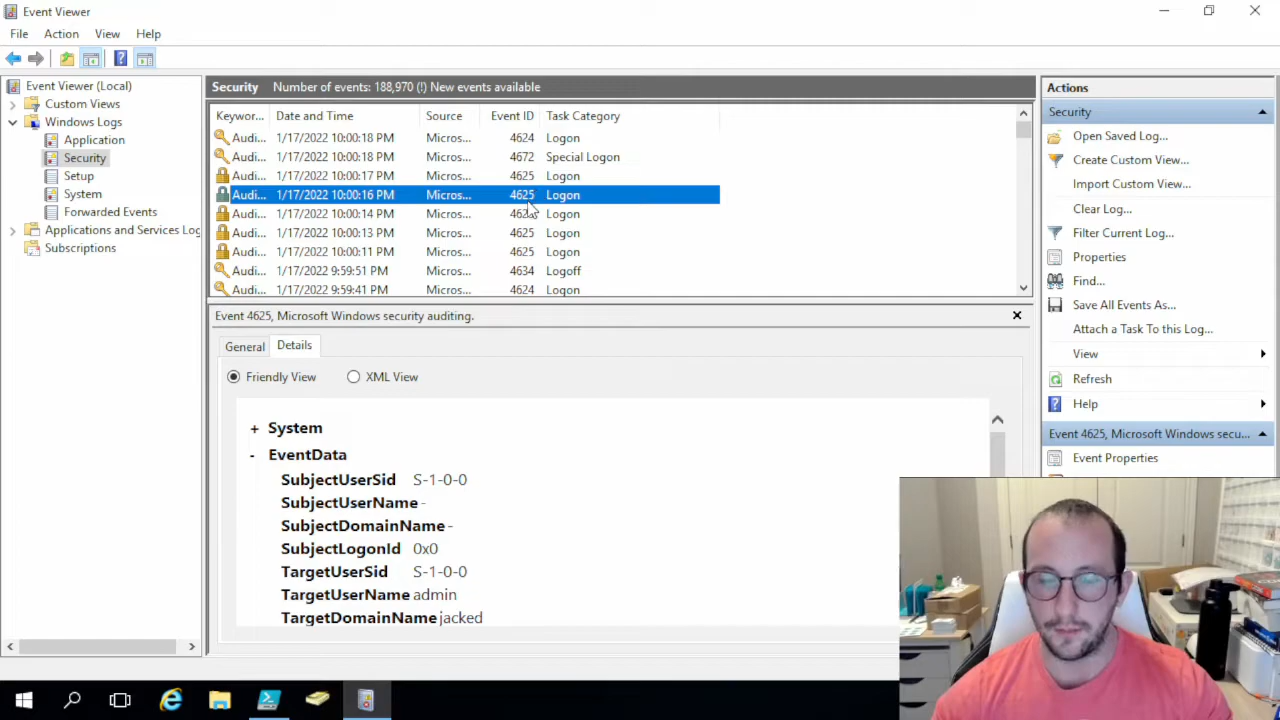 Event Viewer
File Action View Help
Event Viewer (Local)
Custom Views
Windows Logs
Application
Security
Setup
System
Forwarded Events
Applications and Services Log
Subscriptions
Security Number of events: 188,970 (!) New events available
Keywor... Date and Time Source Event ID Task Category
Audi... 1/17/2022 10:00:18 PM Micros... 4624 Logon
Audi... 1/17/2022 10:00:18 PM Micros... 4672 Special Logon
Audi... 1/17/2022 10:00:17 PM Micros... 4625 Logon
Audi... 1/17/2022 10:00:16 PM Micros... 4625 Logon
Audi... 1/17/2022 10:00:14 PM Micros... Logon
Audi... 1/17/2022 10:00:13 PM Micros... 4625 Logon
Audi... 1/17/2022 10:00:11 PM Micros... 4625 Logon
Audi... 1/17/2022 9:59:51 PM Micros... 4634 Logoff
Audi... 1/17/2022 9:59:41 PM Micros... 4624 Logon
Event 4625, Microsoft Windows security auditing.
General Details
Friendly View XML View
+ System
- EventData
SubjectUserSid S-1-0-0
SubjectUserName -
SubjectDomainName -
SubjectLogonId 0x0
TargetUserSid S-1-0-0
TargetUserName admin
TargetDomainName jacked
Actions
Security
Open Saved Log...
Create Custom View...
Import Custom View...
Clear Log...
Filter Current Log...
Properties
Find...
Save All Events As...
Attach a Task To this Log...
View
Refresh
Help
Event 4625, Microsoft Windows secu...
Event Properties